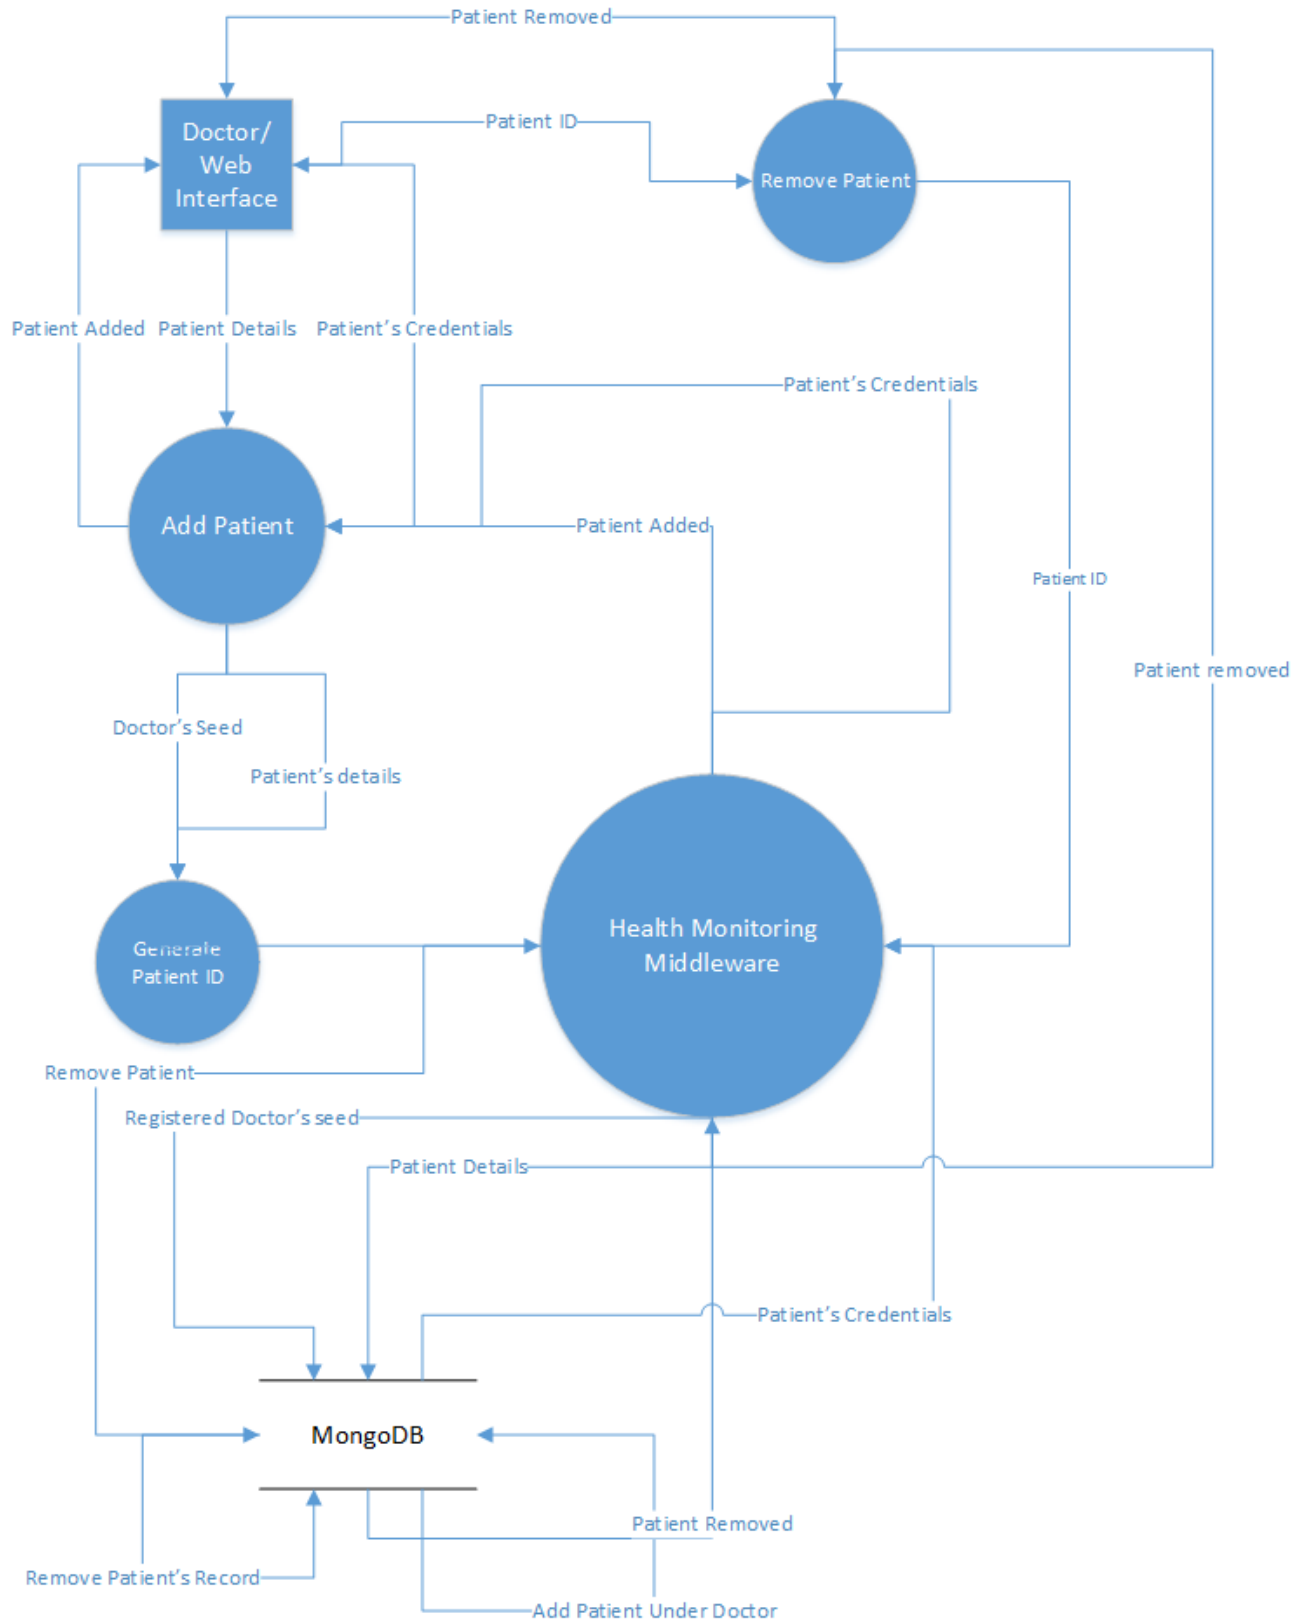 Patient Removed
Doctor/
Web
Interface
Patient ID
Remove Patient
Patient Added
Patient Details
Patient’s Credentials
Patient’s Credentials
Add Patient
Patient Added
Patient ID
Patient removed
Doctor’s Seed
Patient’s details
Generate
Patient ID
Health Monitoring
Middleware
Remove Patient
Registered Doctor’s seed
Patient Details
Patient’s Credentials
MongoDB
Patient Removed
Remove Patient’s Record
Add Patient Under Doctor